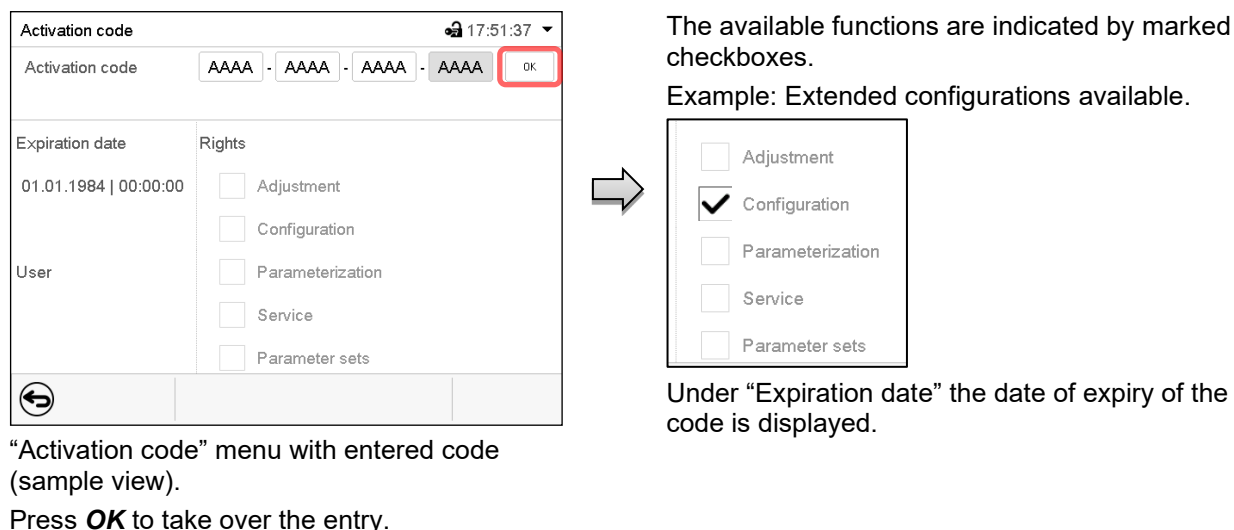 Activation code 17:51:37
Activation code AAAA - AAAA - AAAA - AAAA OK
Expiration date Rights
01.01.1984 | 00:00:00 Adjustment
Configuration
User Parameterization
Service
Parameter sets
“Activation code” menu with entered code
(sample view).
Press OK to take over the entry.
The available functions are indicated by marked
checkboxes.
Example: Extended configurations available.
Adjustment
Configuration
Parameterization
Service
Parameter sets
Under “Expiration date” the date of expiry of the
code is displayed.